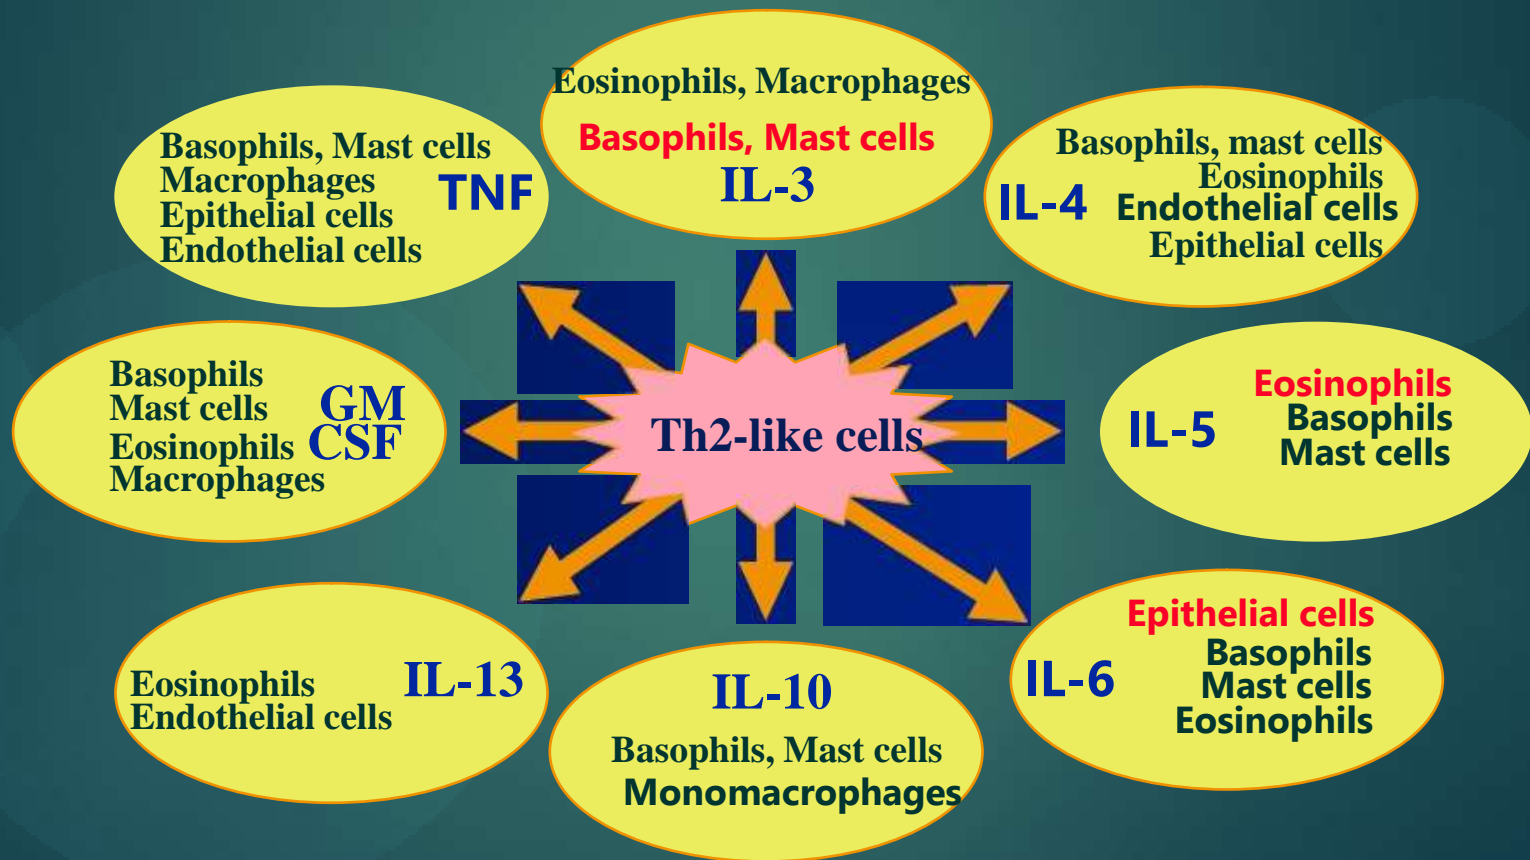 Eosinophils, Macrophages
Basophils, Mast cells
IL-3
Basophils, Mast cells
Macrophages
Epithelial cells
Endothelial cells
TNF
Basophils, mast cells
Eosinophils
IL-4
Endothelial cells
Epithelial cells
Basophils
Mast cells
Eosinophils
Macrophages
GM
CSF
Th2-like cells
IL-5
Eosinophils
Basophils
Mast cells
Eosinophils
Endothelial cells
IL-13
IL-10
Basophils, Mast cells
Monomacrophages
Epithelial cells
IL-6
Basophils
Mast cells
Eosinophils